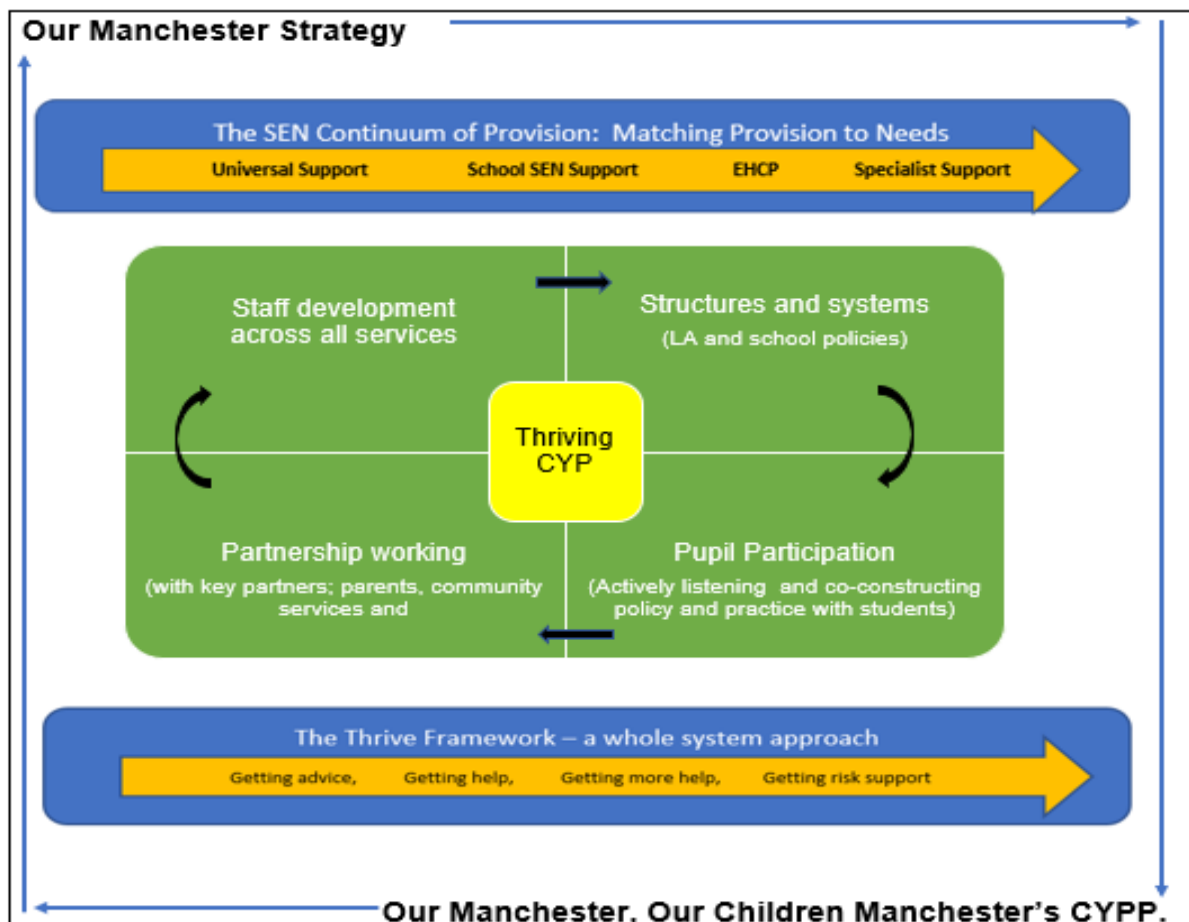 Our Manchester Strategy
The SEN Continuum of Provision:  Matching Provision to Needs
Universal Support School SEN Support EHCP Specialist Support
Staff development
across all services
Structures and systems
(LA and school policies)
Thriving
CYP
Partnership working
(with key partners; parents, community
services and
Pupil Participation
(Actively listening  and co-constructing
policy and practice with students)
The Thrive Framework – a whole system approach
Getting advice, Getting help, Getting more help, Getting risk support
Our Manchester. Our Children Manchester's CYPP.